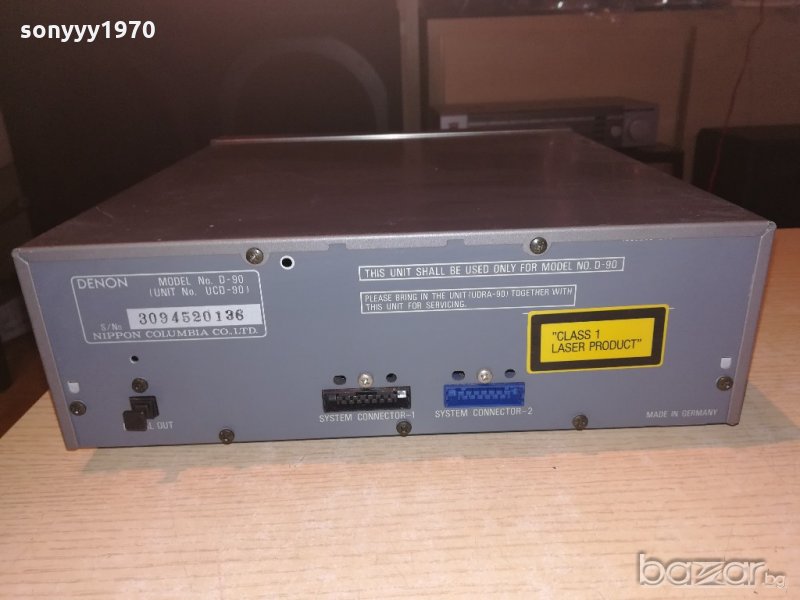 sonyyy1970
DENON
MODEL No. D-90
(UNIT No. UCD-90)
S/No 3094520136
NIPPON COLUMBIA CO., LTD.
THIS UNIT SHALL BE USED ONLY FOR MODEL NO. D-90
PLEASE BRING IN THE UNIT (UDRA-90) TOGETHER WITH
THIS UNIT FOR SERVICING.
"CLASS 1
LASER PRODUCT"
L OUT
SYSTEM CONNECTOR-1
SYSTEM CONNECTOR-2
MADE IN GERMANY
bazar.bg